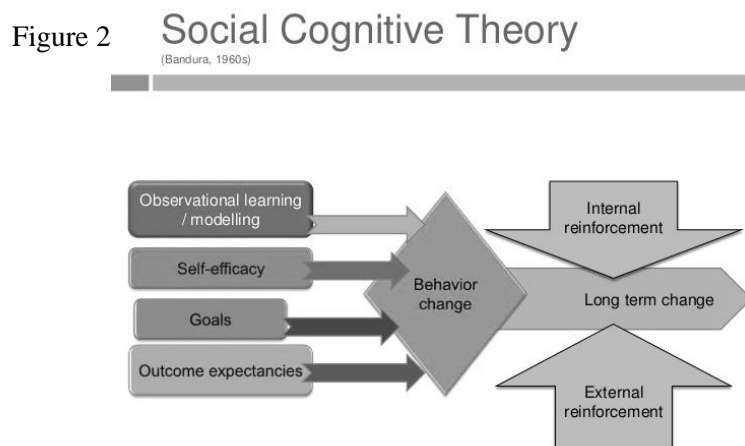 Figure 2
Social Cognitive Theory
(Bandura, 1960s)
Observational learning
/ modelling
Self-efficacy
Goals
Outcome expectancies
Behavior
change
Internal
reinforcement
Long term change
External
reinforcement